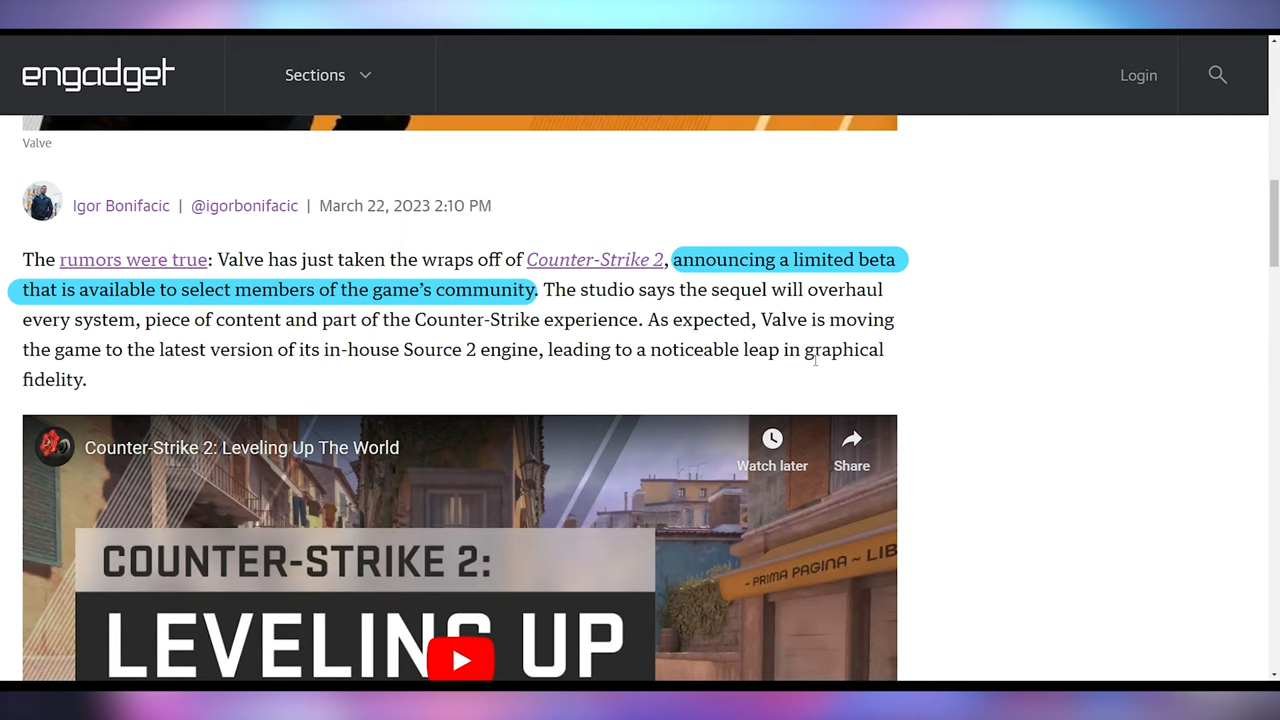 engadget
Sections
Login
Valve
Igor Bonifacic | @igorbonifacic | March 22, 2023 2:10 PM
The rumors were true: Valve has just taken the wraps off of Counter-Strike 2, announcing a limited beta
that is available to select members of the game’s community. The studio says the sequel will overhaul
every system, piece of content and part of the Counter-Strike experience. As expected, Valve is moving
the game to the latest version of its in-house Source 2 engine, leading to a noticeable leap in graphical
fidelity.
Counter-Strike 2: Leveling Up The World
Watch later
Share
COUNTER-STRIKE 2:
- PRIMA PAGINA ~ LIB
LEVELING UP